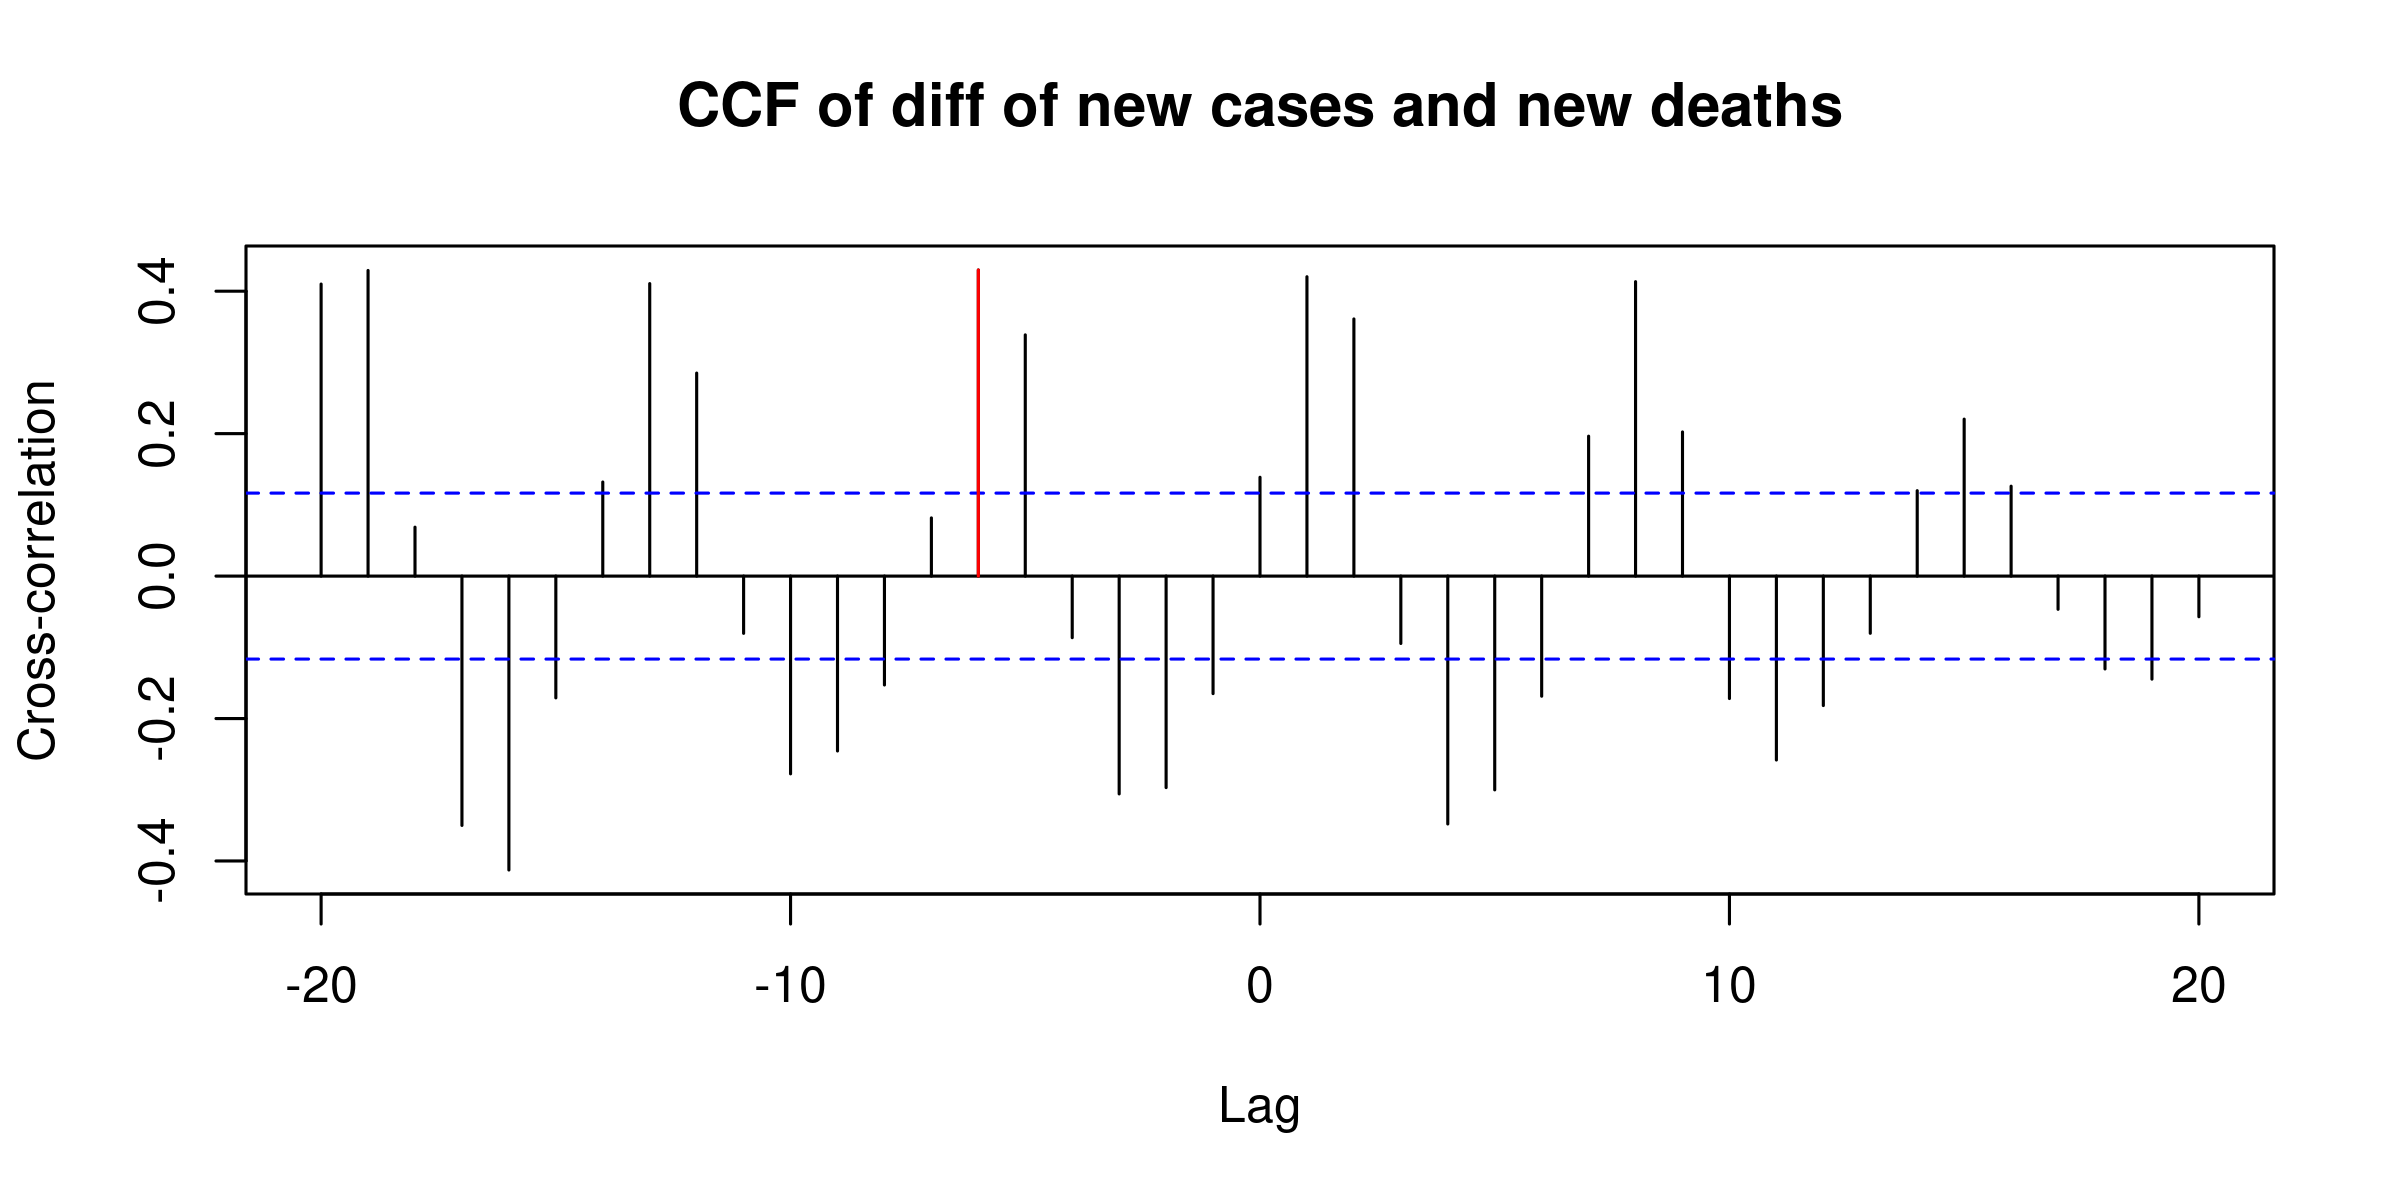 CCF of diff of new cases and new deaths
Cross-correlation
0.4
0.2
0.0
-0.2
-0.4
-20 -10 0 10 20
Lag